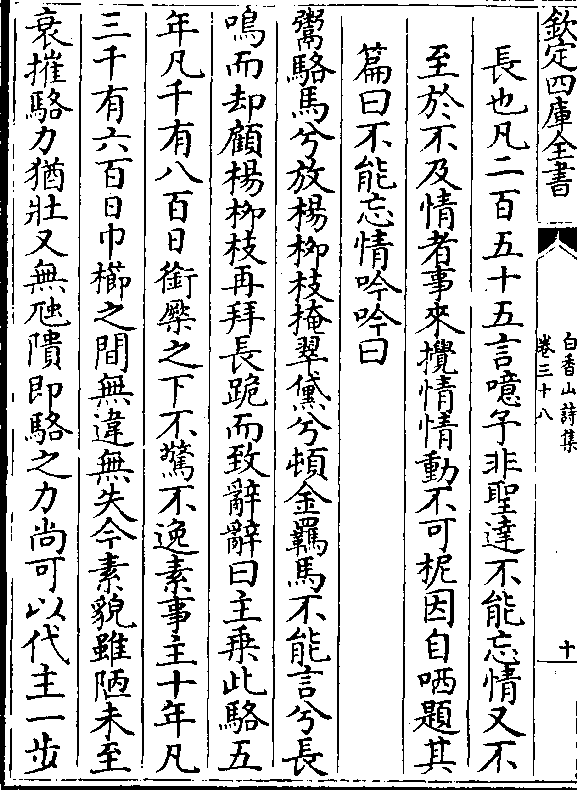 欽定四庫全書
白香山詩集
卷三十八
十
長也凡二百五十五言噫予非聖達不能忘情又不
至於不及情者事來攪情情動不可柅因自哂題其
篇曰不能忘情吟吟曰
鬻駱馬兮放楊柳枝掩翠黛兮頓金羈馬不能言兮長
鳴而却顧楊柳枝再拜長跪而致辭辭曰主乗此駱五
年凡千有八百日銜橜之下不驚不逸素事主十年凡
三千有六百日巾櫛之間無違無失今素貌雖陋未至
衰摧駱力猶壯又無虺隤即駱之力尚可以代主一步